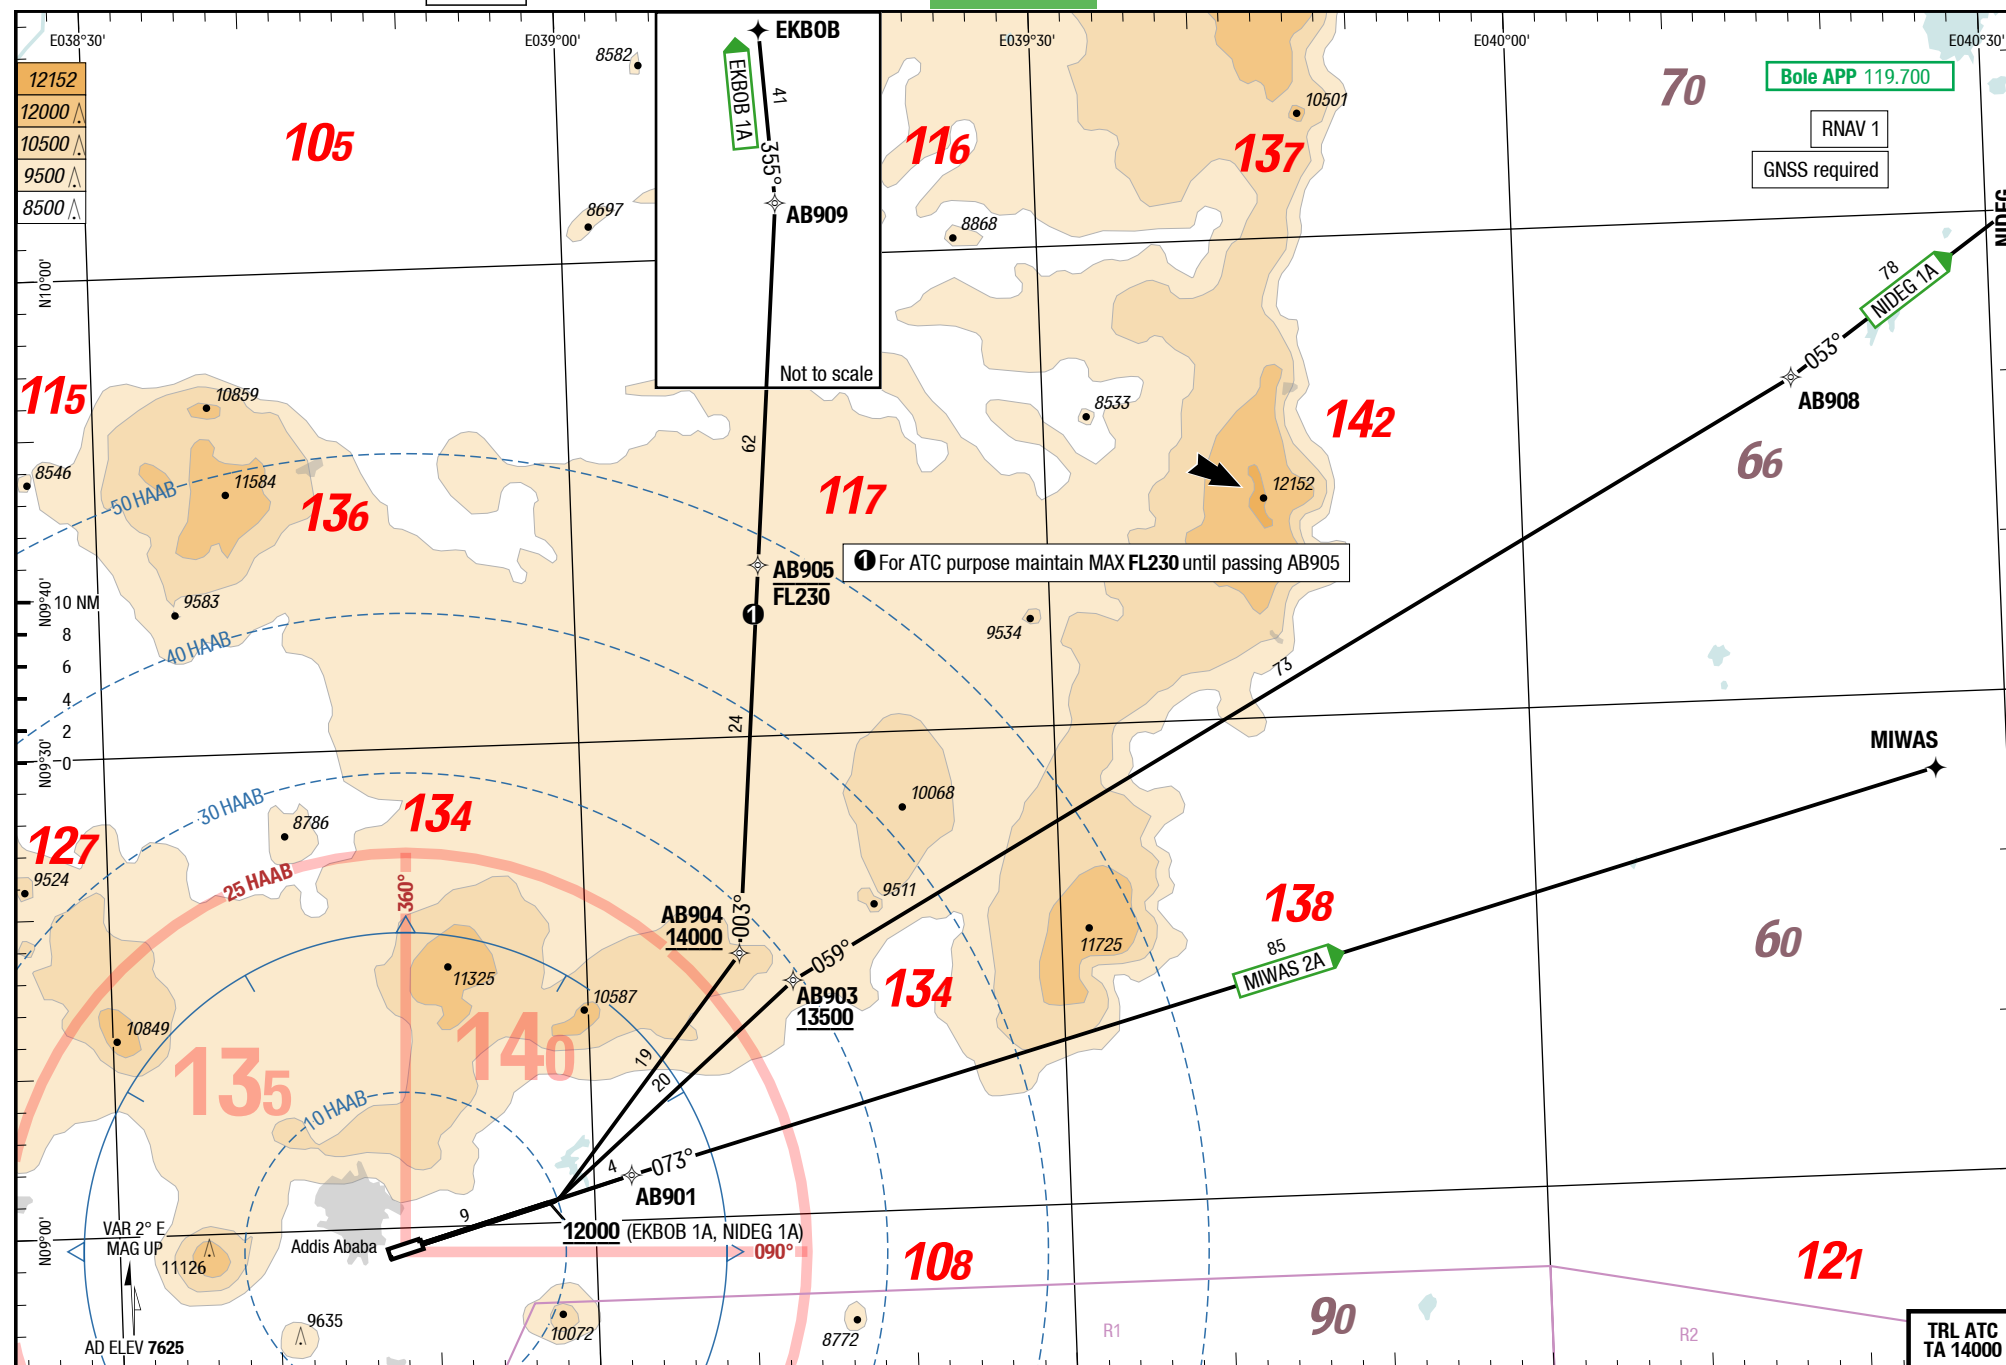 E038°30'
E039°00'
E039°30'
E040°00'
E040°30'
EKBOB
EKBOB 1A
41
355°
AB909
Not to scale
8582
12152
12000
10500
9500
8500
105
116
137
70
10501
Bole APP 119.700
RNAV 1
GNSS required
NIDEG
78
NIDEG 1A
053°
AB908
8697
8868
N10°00'
115
10859
8533
142
62
66
8546
11584
50 HAAB
136
117
12152
AB905
FL230
1 For ATC purpose maintain MAX FL230 until passing AB905
1
N09°40'
10 NM
8
6
4
2
0
9583
9534
40 HAAB
73
24
N09°30'
MIWAS
30 HAAB
134
10068
8786
127
9524
25 HAAB
360°
9511
138
AB904
14000
003°
059°
11725
85
MIWAS 2A
60
11325
10587
AB903
13500
134
10849
135
140
19
20
10 HAAB
4
073°
AB901
9
VAR 2° E
MAG UP
N09°00'
Addis Ababa
12000 (EKBOB 1A, NIDEG 1A)
090°
108
121
11126
9635
10072
8772
R1
90
R2
AD ELEV 7625
TRL ATC
TA 14000